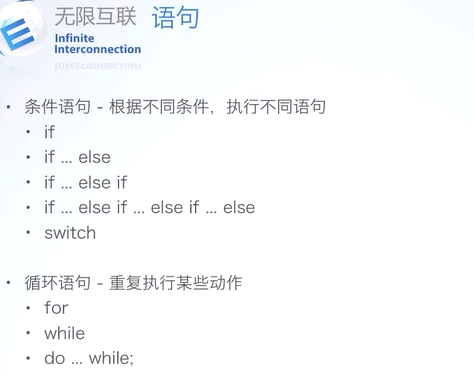 无限互联 语句
Infinite
Interconnection
• 条件语句 - 根据不同条件，执行不同语句
• if
• if ... else
• if ... else if
• if ... else if ... else if ... else
• switch
• 循环语句 - 重复执行某些动作
• for
• while
• do ... while;